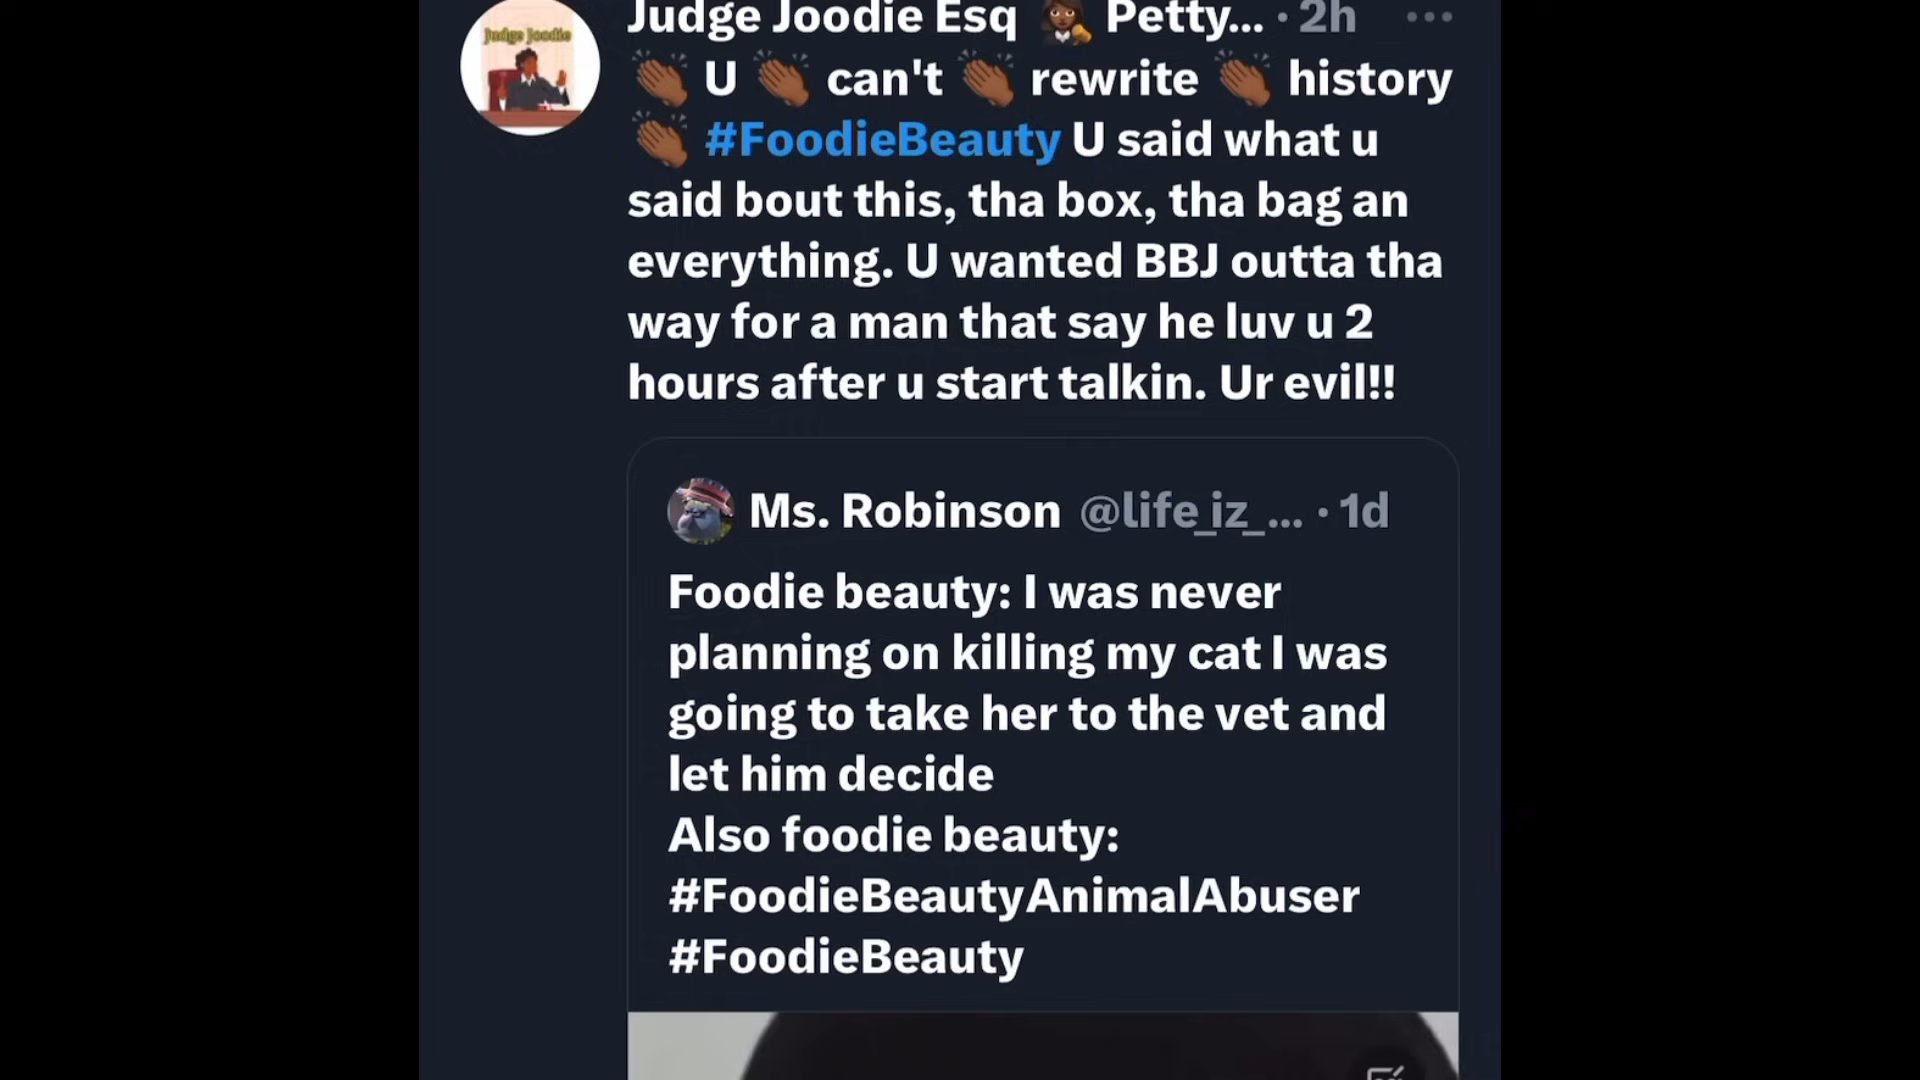 Judge Joodie
Judge Joodie Esq 👩🏾‍⚖️ Petty... · 2h
👏🏾 U 👏🏾 can't 👏🏾 rewrite 👏🏾 history
👏🏾 #FoodieBeauty U said what u
said bout this, tha box, tha bag an
everything. U wanted BBJ outta tha
way for a man that say he luv u 2
hours after u start talkin. Ur evil!!
Ms. Robinson @life_iz_... · 1d
Foodie beauty: I was never
planning on killing my cat I was
going to take her to the vet and
let him decide
Also foodie beauty:
#FoodieBeautyAnimalAbuser
#FoodieBeauty